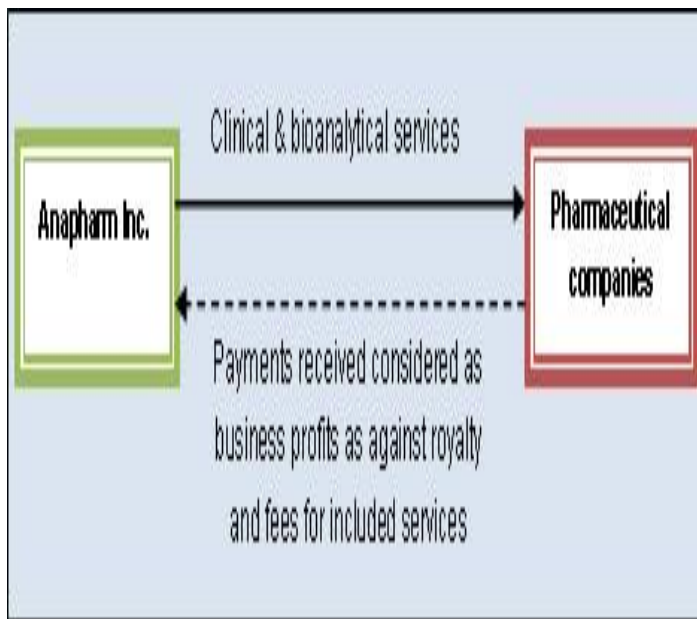 Clinical & bioanalytical services
Anapharm Inc.
Pharmaceutical
companies
Payments received considered as
business profits as against royalty
and fees for included services